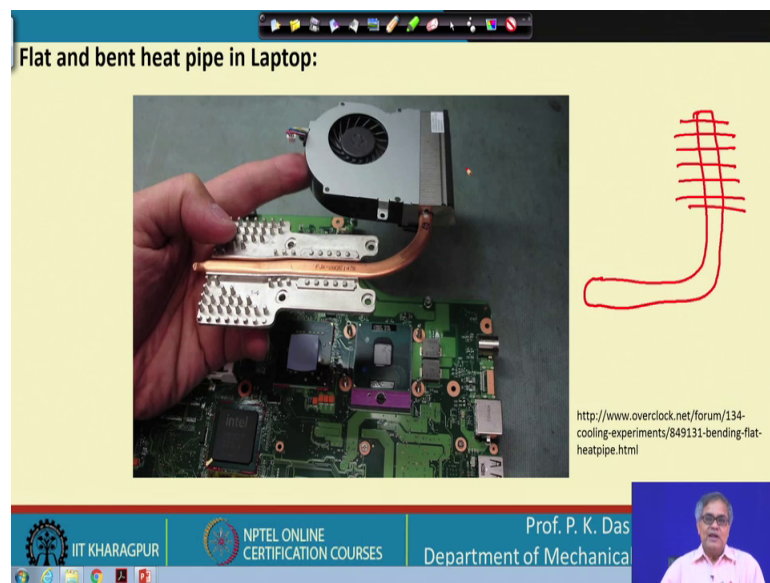 Flat and bent heat pipe in Laptop:
intel
http://www.overclock.net/forum/134-
cooling-experiments/849131-bending-flat-
heatpipe.html
IIT KHARAGPUR
NPTEL ONLINE
CERTIFICATION COURSES
Prof. P. K. Das
Department of Mechanical